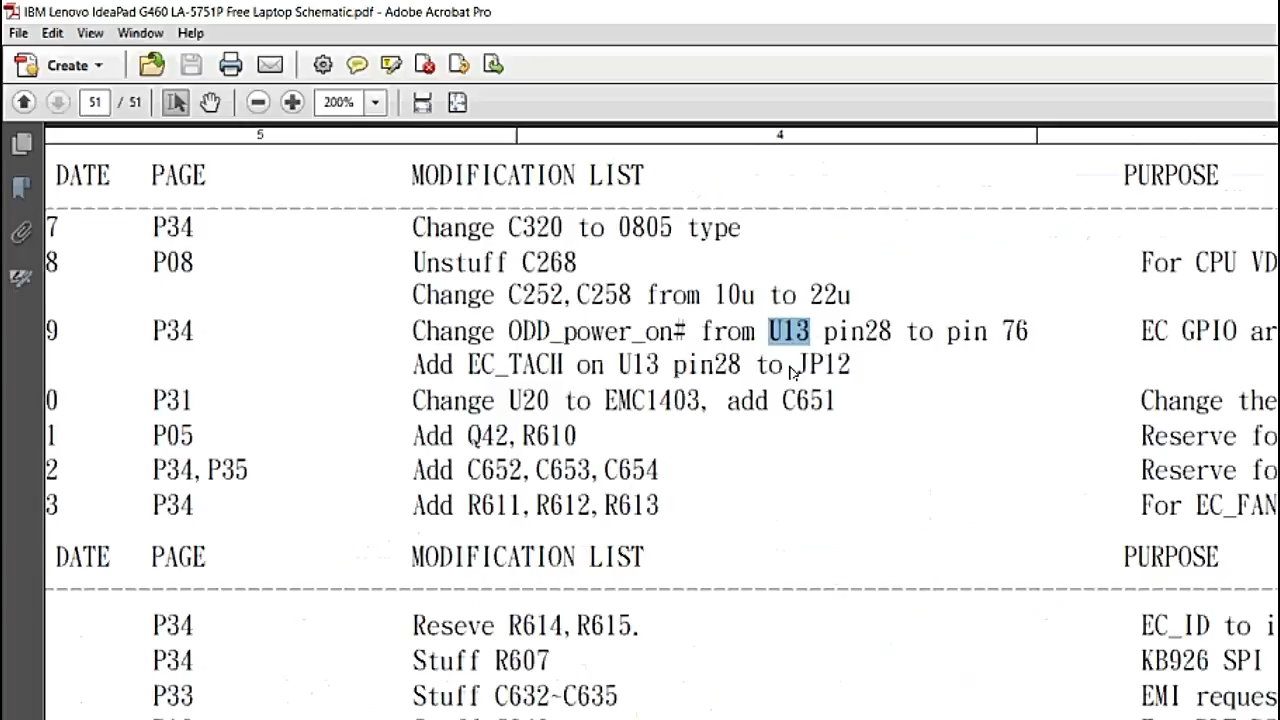 IBM Lenovo IdeaPad G460 LA-5751P Free Laptop Schematic.pdf - Adobe Acrobat Pro
File Edit View Window Help
Create
51 / 51 200%
5 4
DATE PAGE MODIFICATION LIST PURPOSE
7 P34 Change C320 to 0805 type
8 P08 Unstuff C268 For CPU VD
Change C252,C258 from 10u to 22u
9 P34 Change ODD_power_on# from U13 pin28 to pin 76 EC GPIO ar
Add EC_TACH on U13 pin28 to JP12
0 P31 Change U20 to EMC1403, add C651 Change the
1 P05 Add Q42,R610 Reserve fo
2 P34,P35 Add C652,C653,C654 Reserve fo
3 P34 Add R611,R612,R613 For EC_FAN
DATE PAGE MODIFICATION LIST PURPOSE
P34 Reseve R614,R615. EC_ID to i
P34 Stuff R607 KB926 SPI
P33 Stuff C632~C635 EMI reques